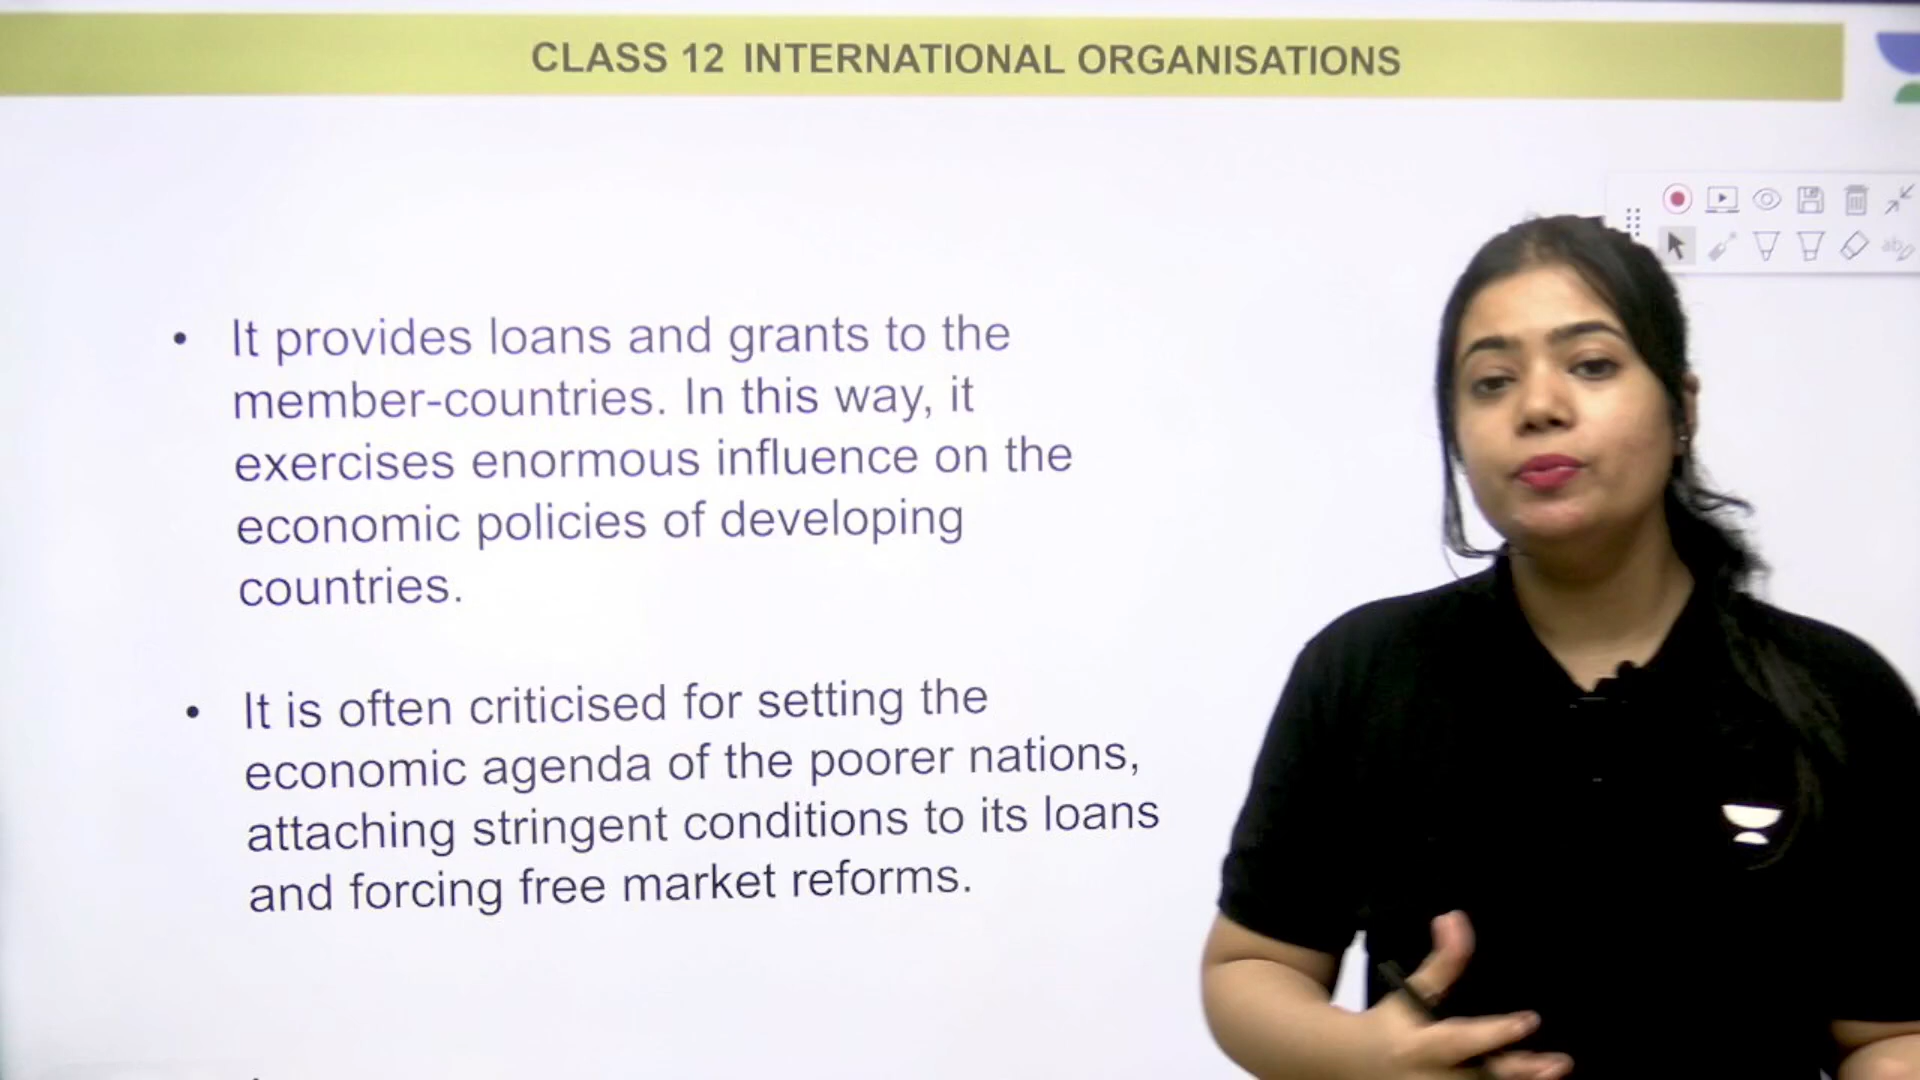 CLASS 12 INTERNATIONAL ORGANISATIONS
• It provides loans and grants to the
member-countries. In this way, it
exercises enormous influence on the
economic policies of developing
countries.
• It is often criticised for setting the
economic agenda of the poorer nations,
attaching stringent conditions to its loans
and forcing free market reforms.
ab